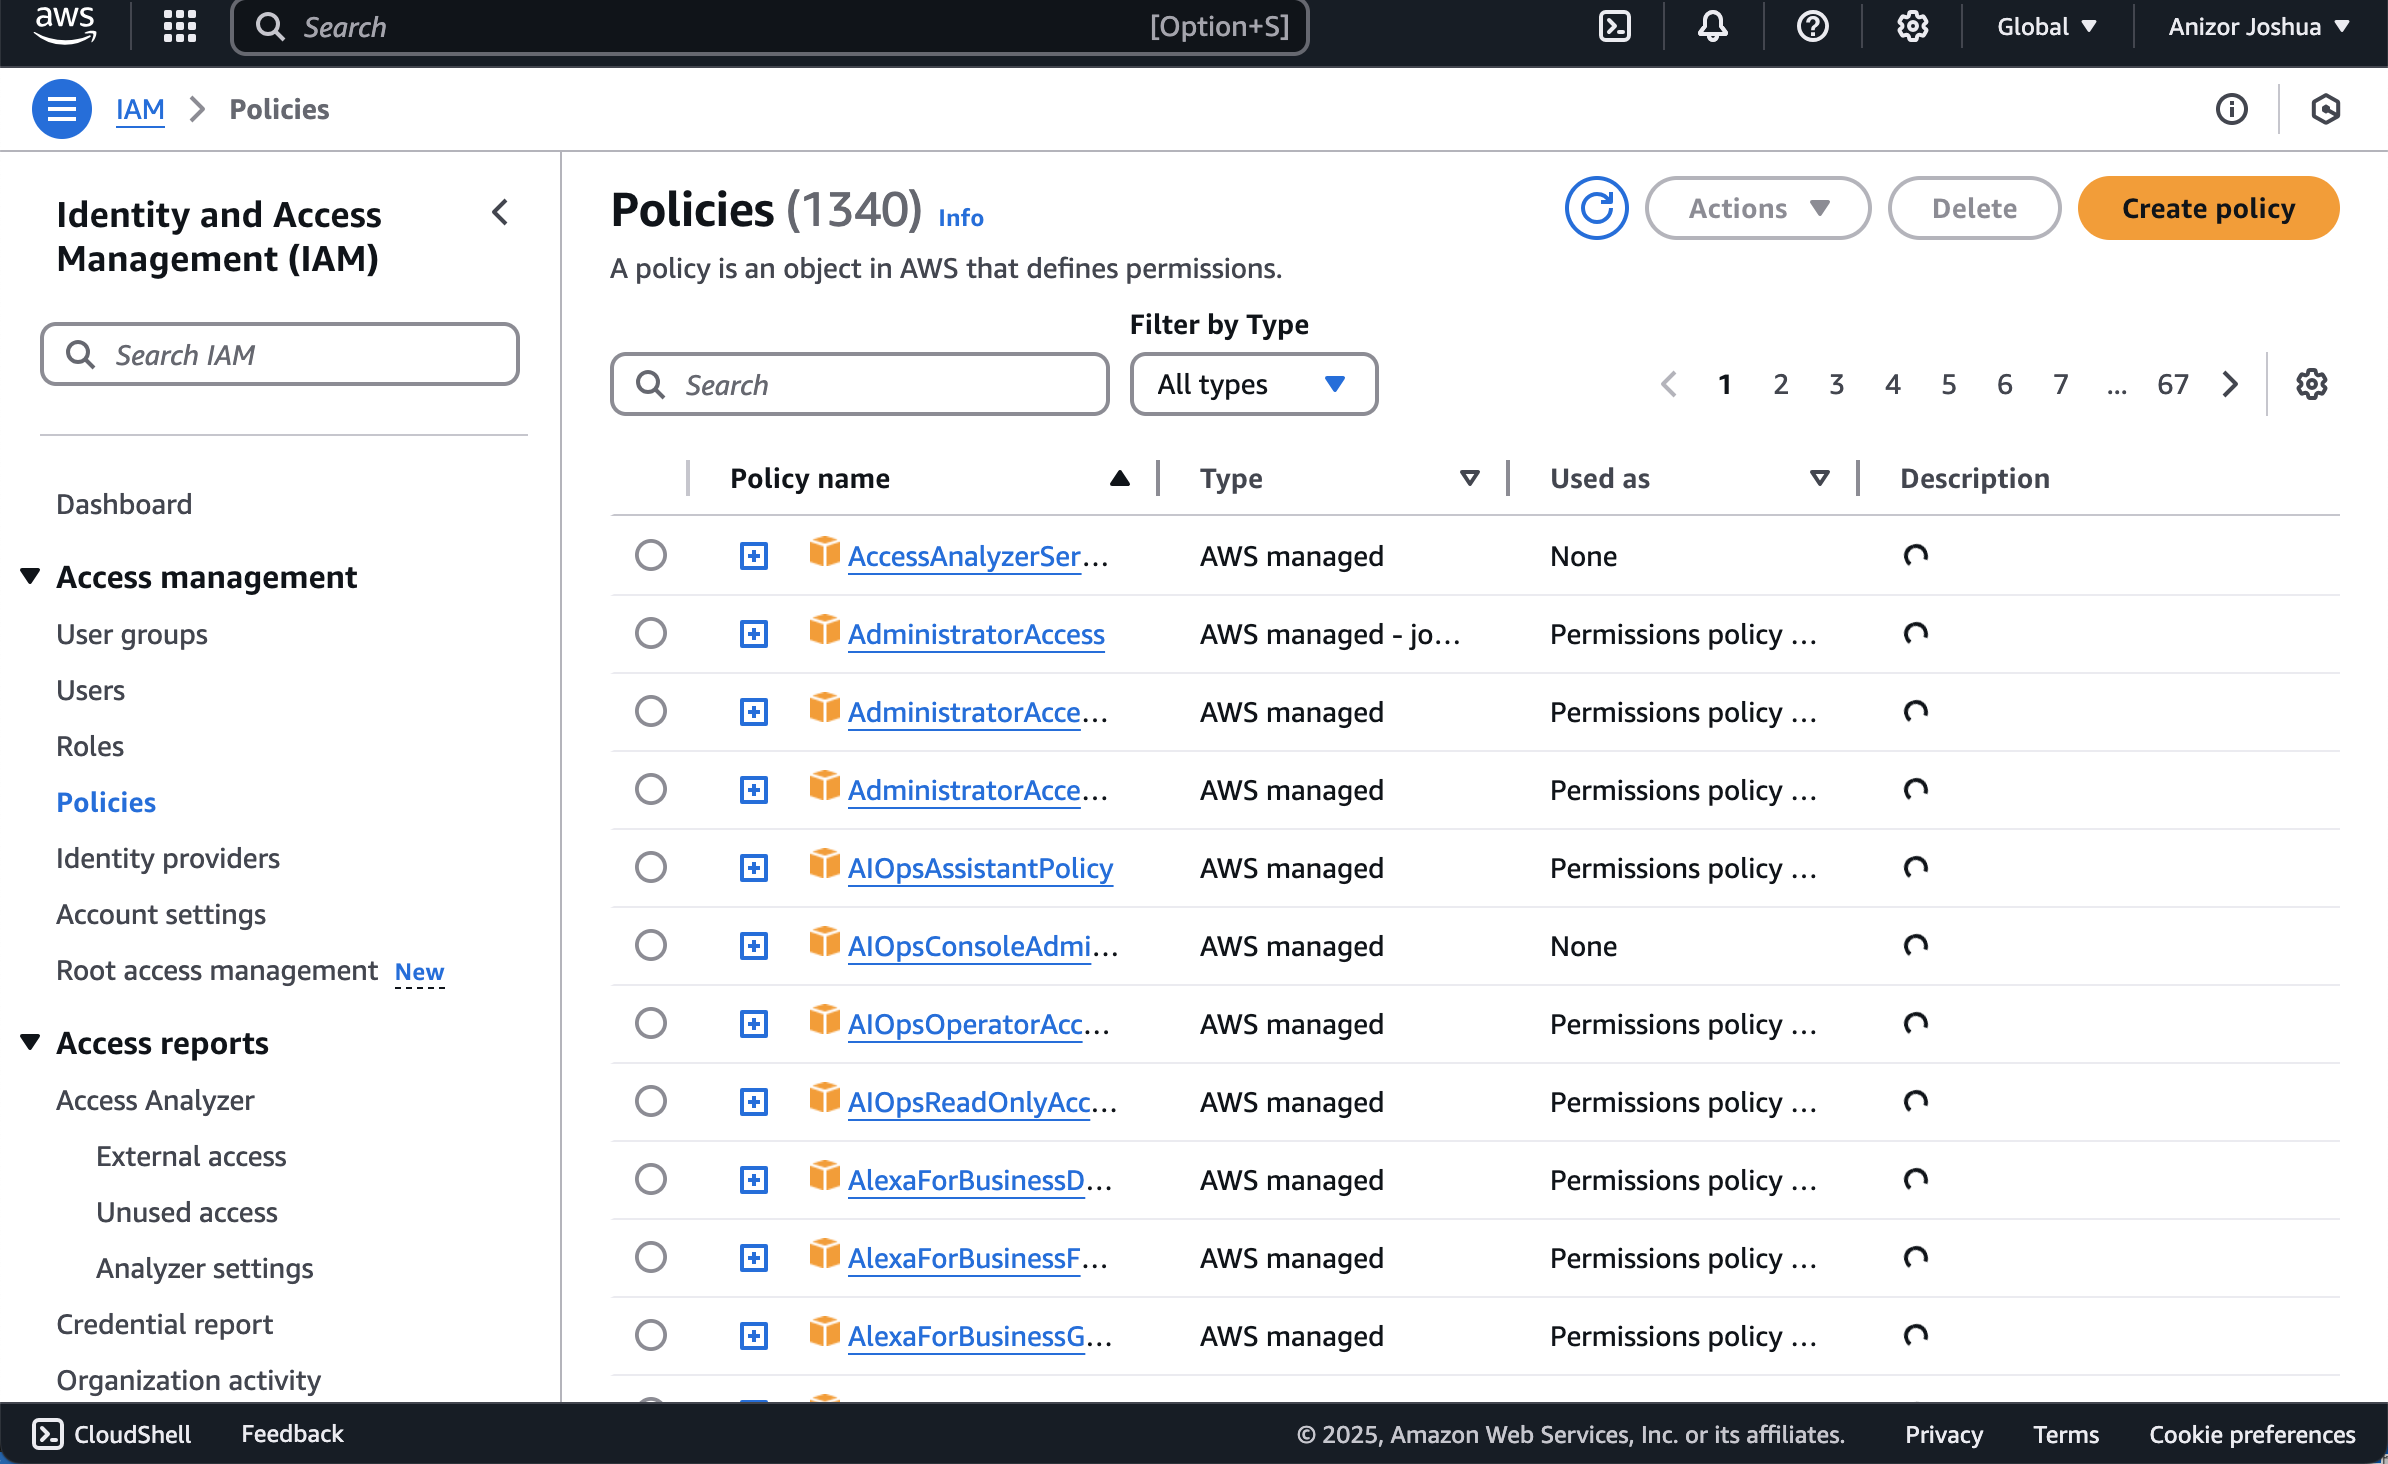 aws
Search [Option+S]
Global
Anizor Joshua
IAM
Policies
Identity and Access
Management (IAM)
Search IAM
Dashboard
Access management
User groups
Users
Roles
Policies
Identity providers
Account settings
Root access management New
Access reports
Access Analyzer
External access
Unused access
Analyzer settings
Credential report
Organization activity
Policies (1340) Info
Actions
Delete
Create policy
A policy is an object in AWS that defines permissions.
Filter by Type
Search
All types
1 2 3 4 5 6 7 ... 67
Policy name Type Used as Description
AccessAnalyzerSer... AWS managed None
AdministratorAccess AWS managed - jo... Permissions policy ...
AdministratorAcce... AWS managed Permissions policy ...
AdministratorAcce... AWS managed Permissions policy ...
AIOpsAssistantPolicy AWS managed Permissions policy ...
AIOpsConsoleAdmi... AWS managed None
AIOpsOperatorAcc... AWS managed Permissions policy ...
AIOpsReadOnlyAcc... AWS managed Permissions policy ...
AlexaForBusinessD... AWS managed Permissions policy ...
AlexaForBusinessF... AWS managed Permissions policy ...
AlexaForBusinessG... AWS managed Permissions policy ...
CloudShell Feedback © 2025, Amazon Web Services, Inc. or its affiliates. Privacy Terms Cookie preferences